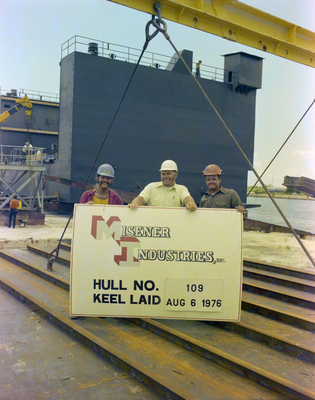 MISENER
INDUSTRIES, INC.
HULL NO. 109
KEEL LAID AUG 6 1976